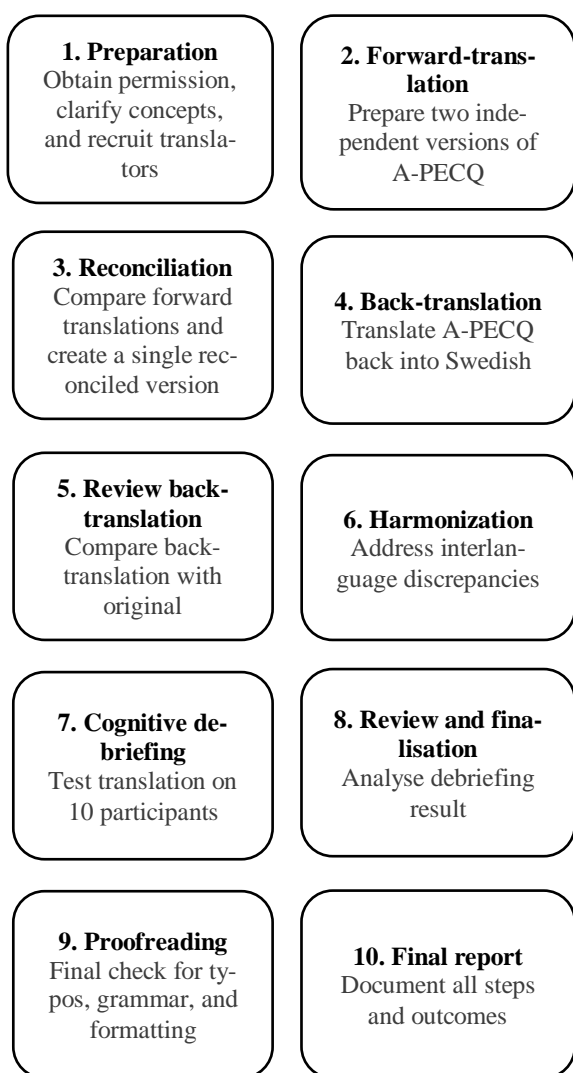 1. Preparation
Obtain permission,
clarify concepts,
and recruit transla-
tors
2. Forward-trans-
lation
Prepare two inde-
pendent versions of
A-PECQ
3. Reconciliation
Compare forward
translations and
create a single rec-
onciled version
4. Back-translation
Translate A-PECQ
back into Swedish
5. Review back-
translation
Compare back-
translation with
original
6. Harmonization
Address interlan-
guage discrepancies
7. Cognitive de-
briefing
Test translation on
10 participants
8. Review and fina-
lisation
Analyse debriefing
result
9. Proofreading
Final check for ty-
pos, grammar, and
formatting
10. Final report
Document all steps
and outcomes